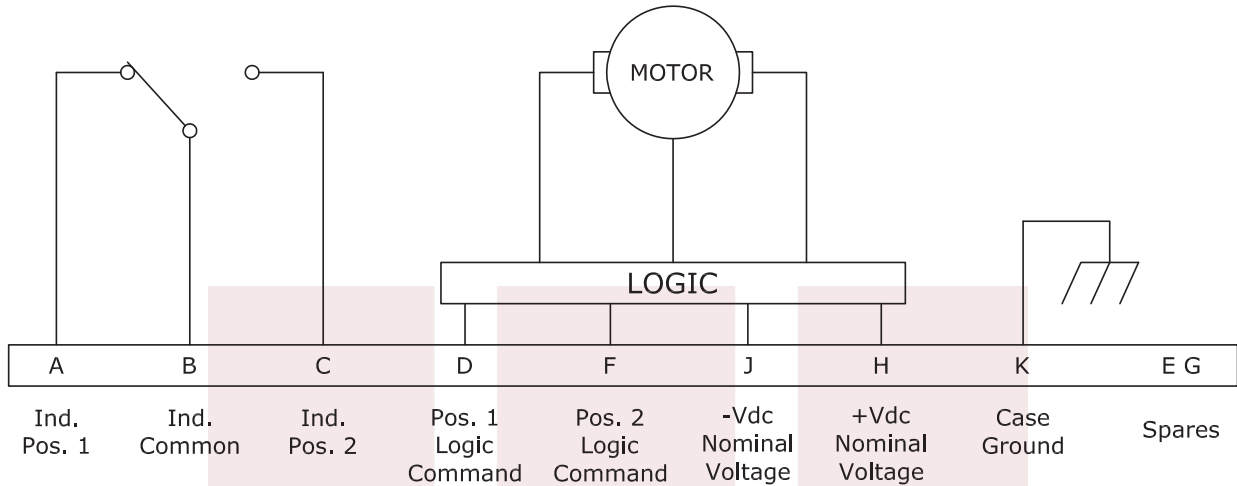 MOTOR
LOGIC
A B C D F J H K E G
Ind. Pos. 1
Ind. Common
Ind. Pos. 2
Pos. 1 Logic Command
Pos. 2 Logic Command
-Vdc Nominal Voltage
+Vdc Nominal Voltage
Case Ground
Spares